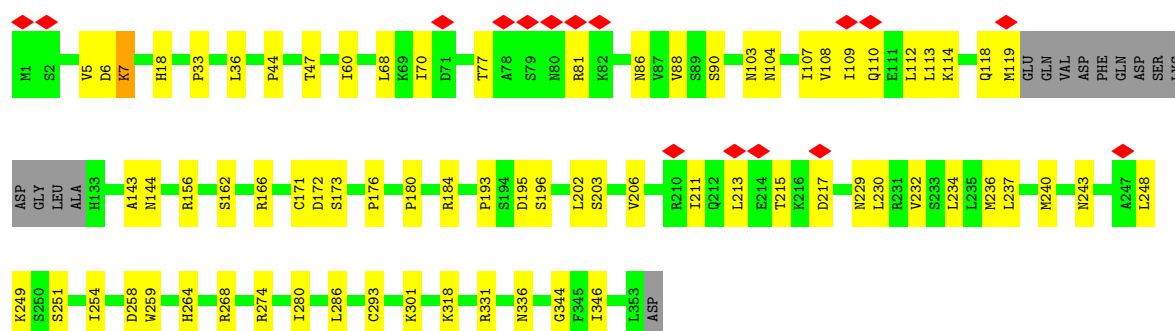 M1 S2 V5 D6 K7 H18 P33 L36 P44 T47 I60 L68 K69 I70 D71 T77 A78 S79 N80 R81 K82 N86 V87 V88 S89 S90 N103 N104 I107 V108 I109 Q110 E111 L112 L113 K114 Q118 M119 GLU GLN VAL ASP PHE GLN ASP SER LYS
ASP GLY LEU ALA H133 A143 N144 R156 S162 R166 C171 D172 S173 P176 P180 R184 P193 S194 D195 S196 L202 S203 V206 R210 I211 Q212 L213 E214 T215 K216 D217 N229 L230 R231 V232 S233 L234 L235 M236 L237 M240 N243 A247 L248
K249 S250 S251 I254 D258 W259 H264 R268 R274 I280 L286 C293 K301 K318 R331 N336 G344 F345 I346 L353 ASP